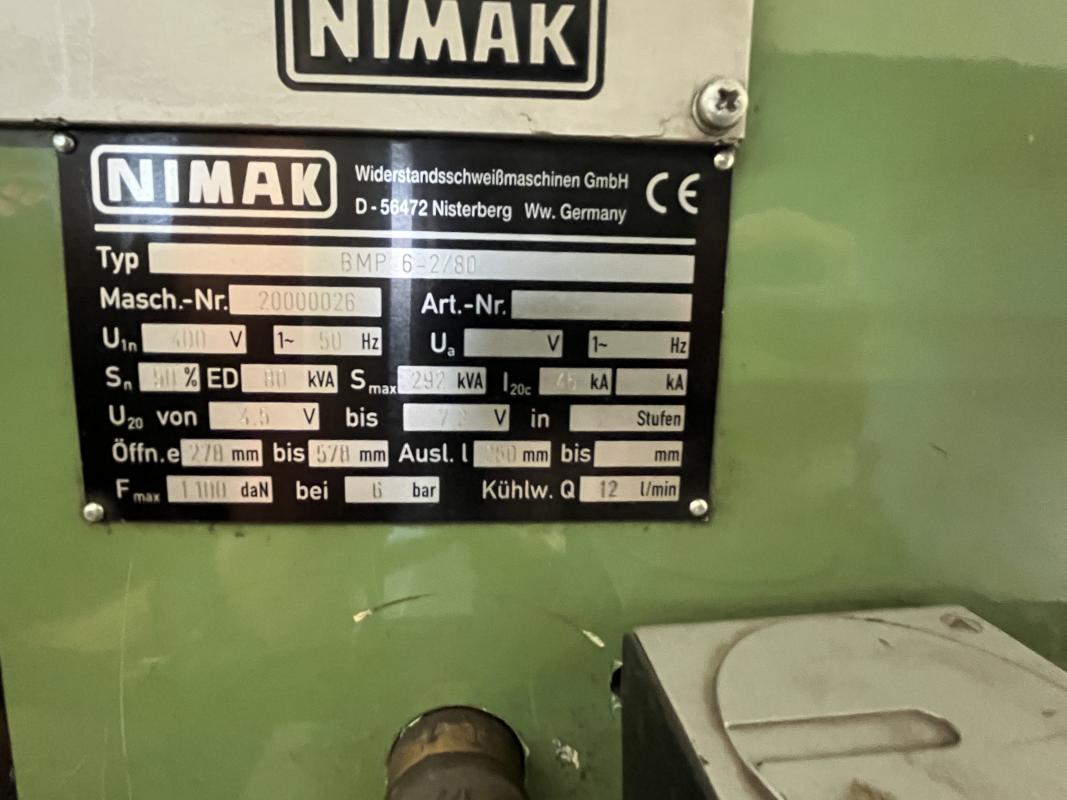 NIMAK
NIMAK Widerstandsschweißmaschinen GmbH CE
D - 56472 Nisterberg Ww. Germany
Typ BMP 6-2/80
Masch.-Nr. 20000026 Art.-Nr.
U1n 400 V 1~ 50 Hz Ua V 1~ Hz
Sn 50 % ED 80 kVA Smax 292 kVA I20c 45 kA kA
U20 von 4.5 V bis V in Stufen
Öffn.e 278 mm bis 578 mm Ausl. l mm bis mm
Fmax 1.100 daN bei 6 bar Kühlw. Q 12 l/min